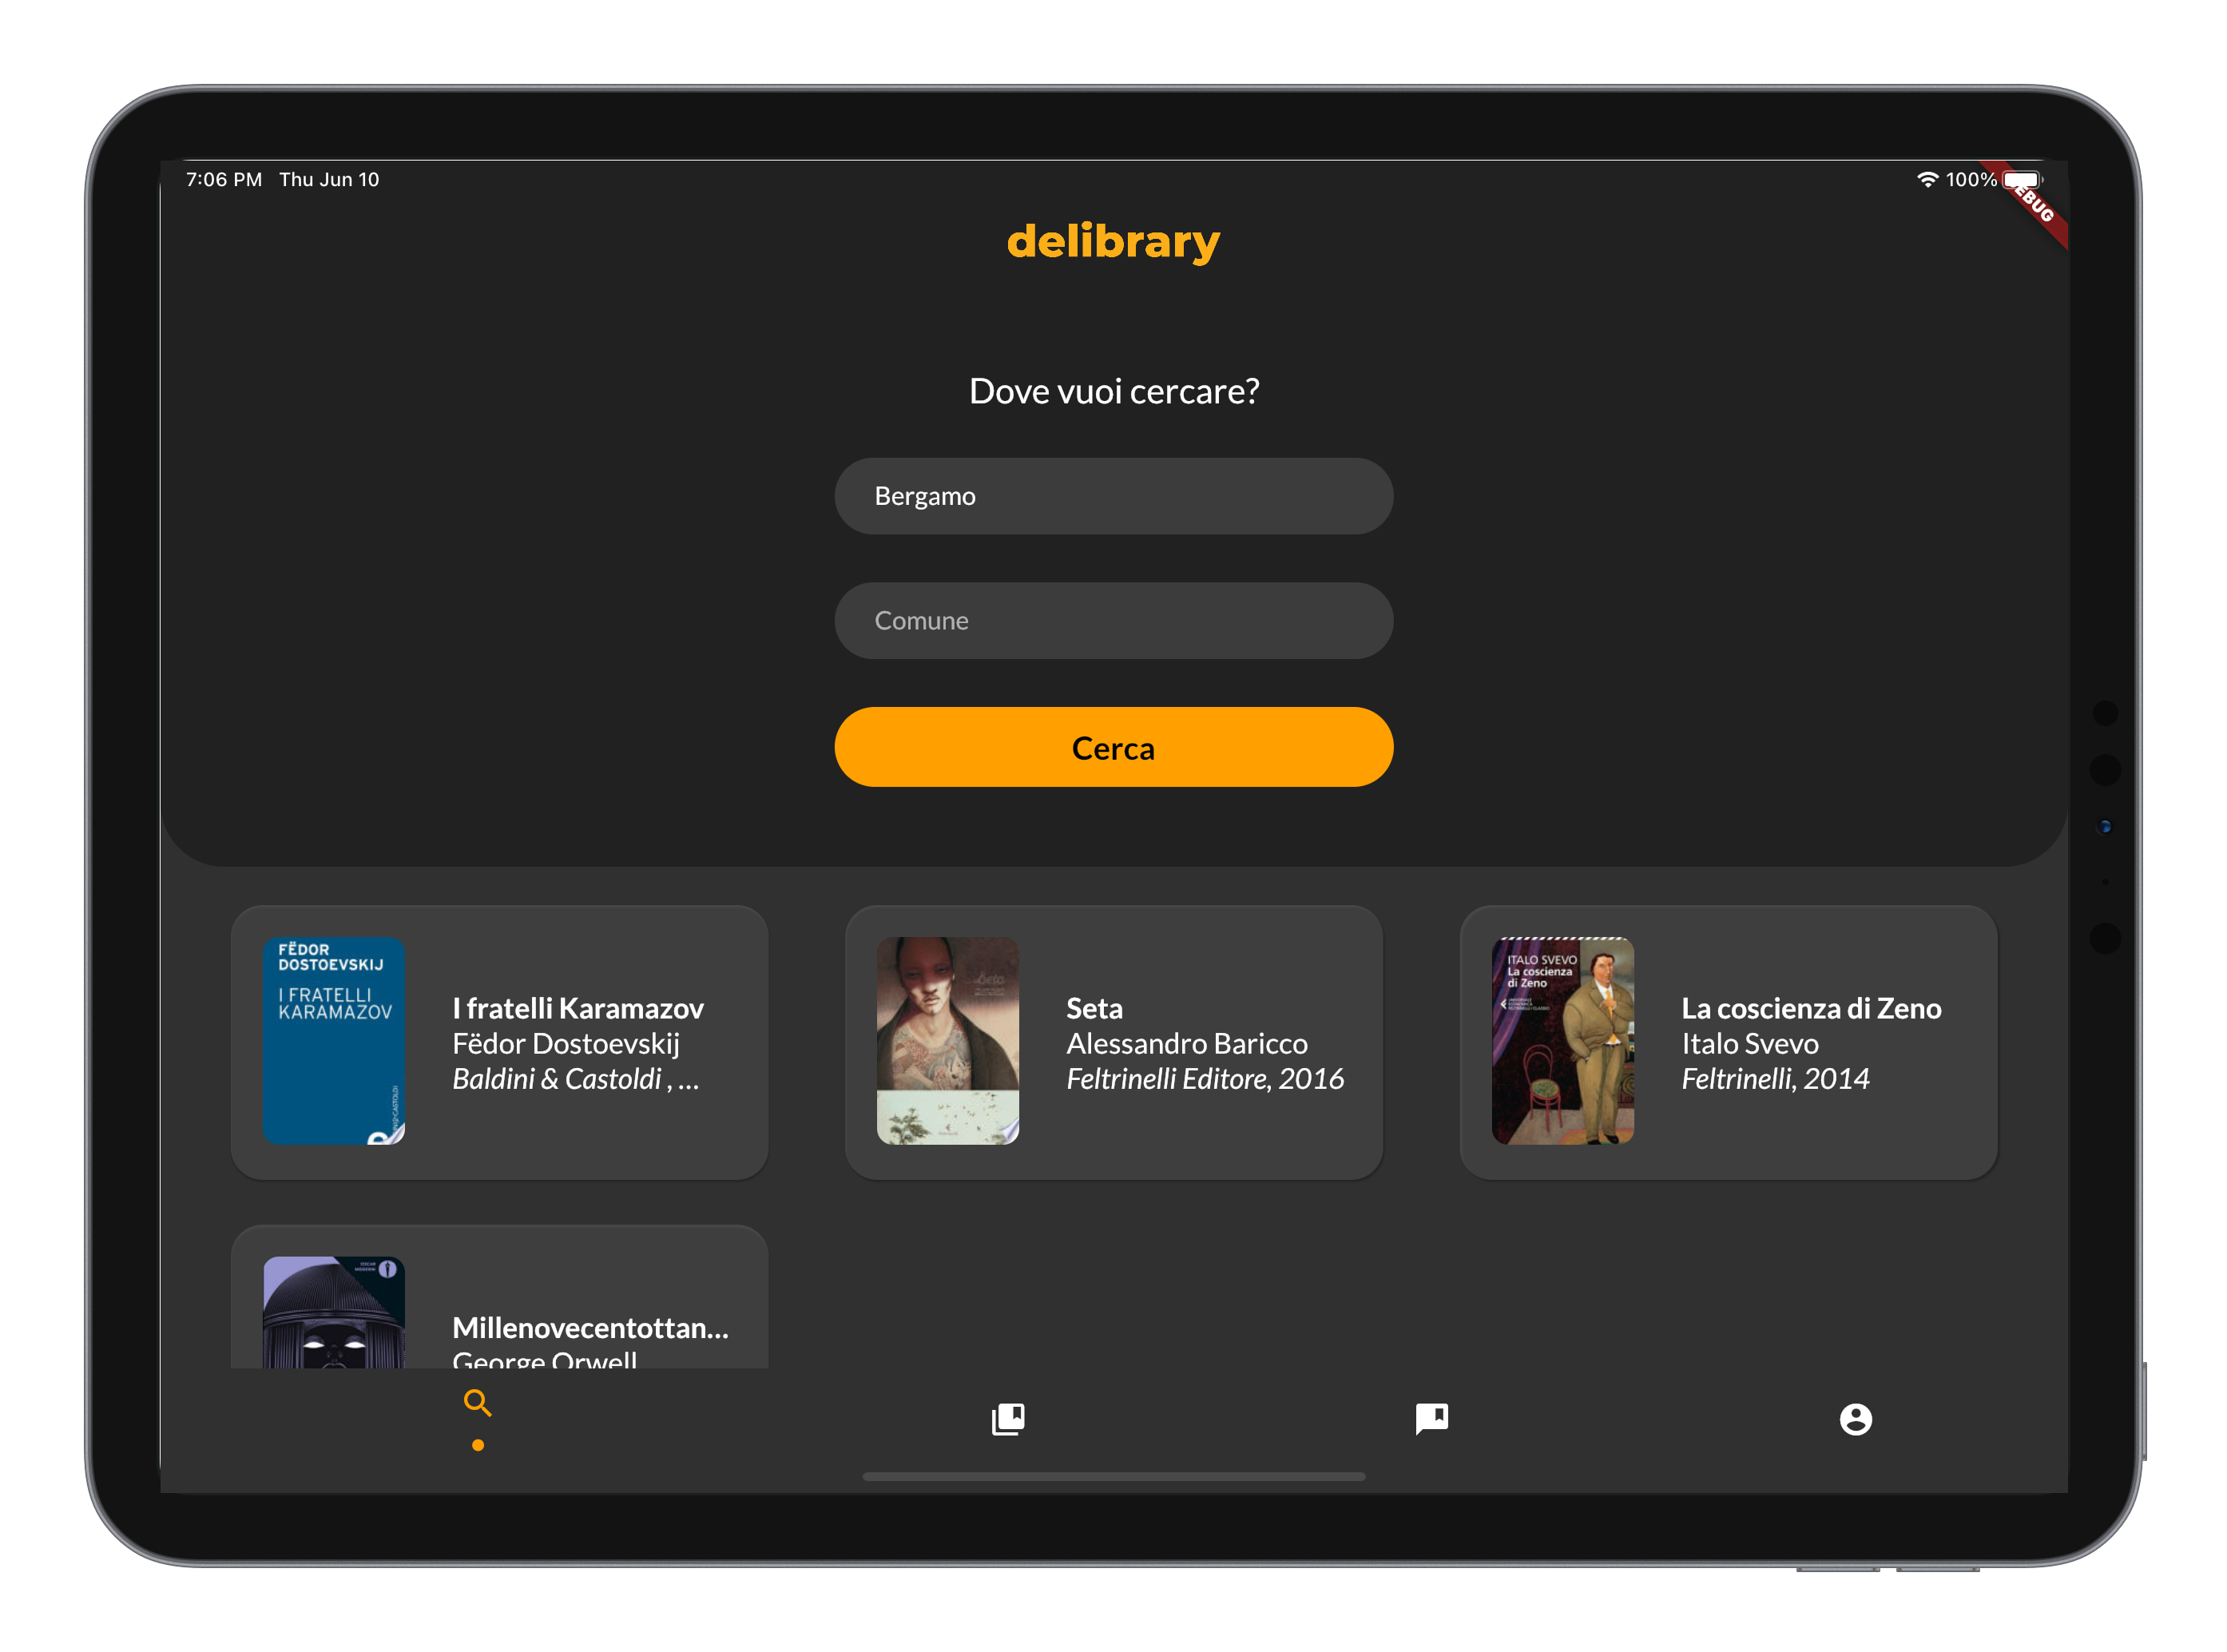 7:06 PM Thu Jun 10
100%
EBUG
delibrary
Dove vuoi cercare?
Bergamo
Comune
Cerca
FËDOR
DOSTOEVSKIJ
I FRATELLI
KARAMAZOV
I fratelli Karamazov
Fëdor Dostoevskij
Baldini & Castoldi , ...
Seta
Alessandro Baricco
Feltrinelli Editore, 2016
ITALO SVEVO
La coscienza
di Zeno
La coscienza di Zeno
Italo Svevo
Feltrinelli, 2014
Millenovecentottan...
George Orwell